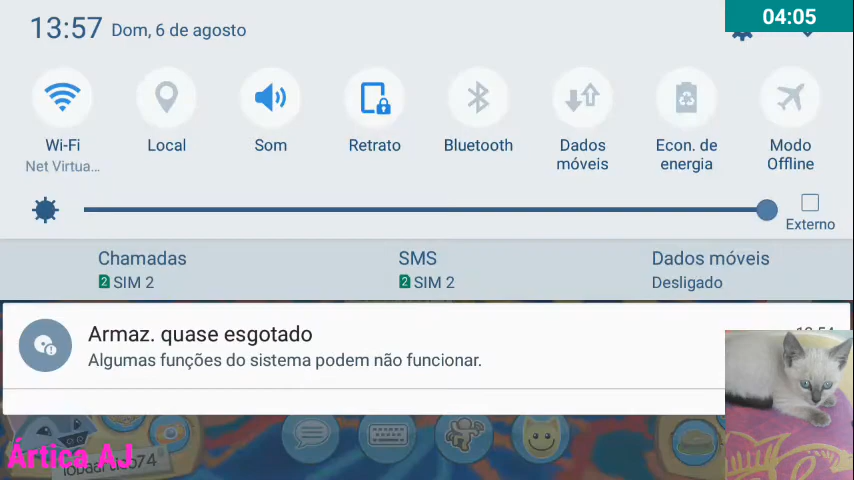 13:57 Dom, 6 de agosto
04:05
Wi-Fi
Net Virtua...
Local
Som
Retrato
Bluetooth
Dados
móveis
Econ. de
energia
Modo
Offline
Externo
Chamadas
2 SIM 2
SMS
2 SIM 2
Dados móveis
Desligado
Armaz. quase esgotado
Algumas funções do sistema podem não funcionar.
Ártica AJ